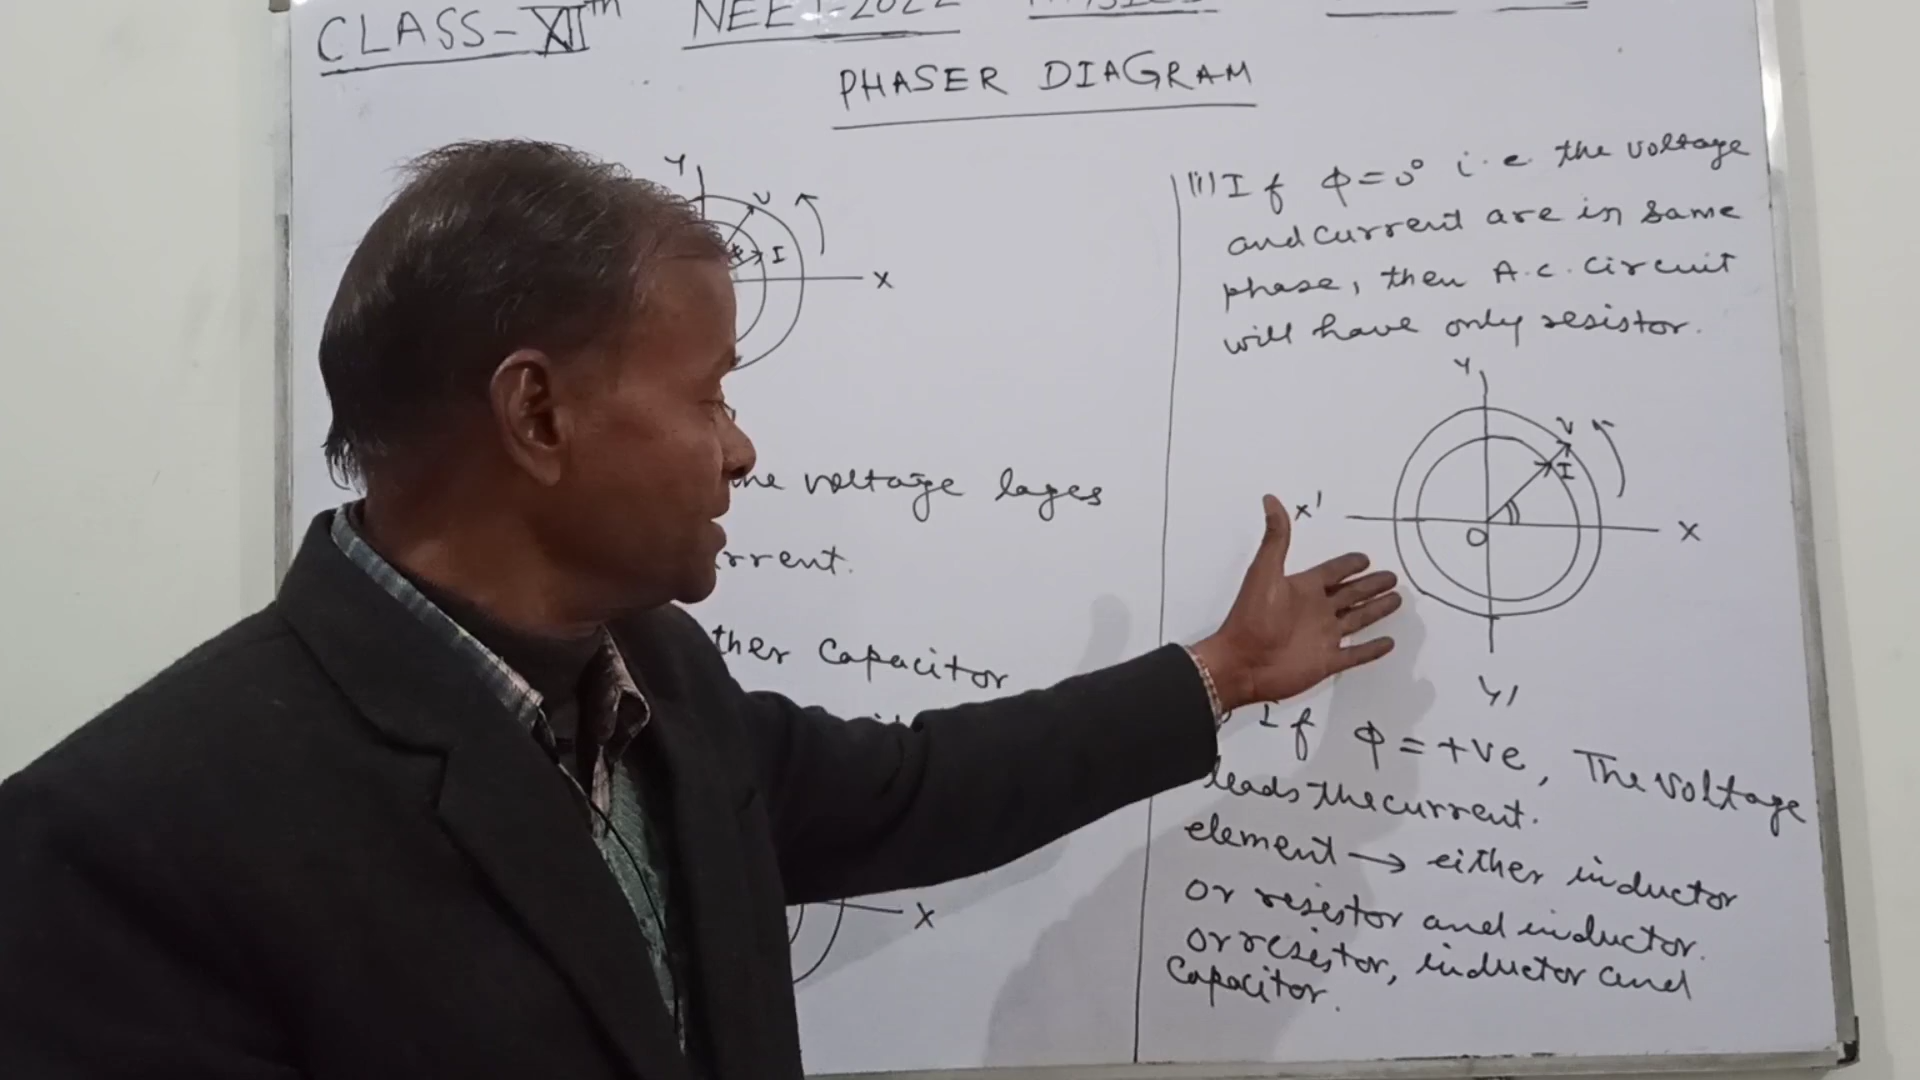 CLASS-XIIth NEET-2022 PHYSICS
PHASER DIAGRAM
Y
V
I
X
the voltage lages
rrent.
ther capacitor
X
(ii) If φ=0° i.e the voltage
and current are in same
phase, then A.C. circuit
will have only resistor.
Y
V
I
X'
O
X
Y'
If φ = +ve, The voltage
leads the current.
element → either inductor
or resistor and inductor.
or resistor, inductor and
capacitor.